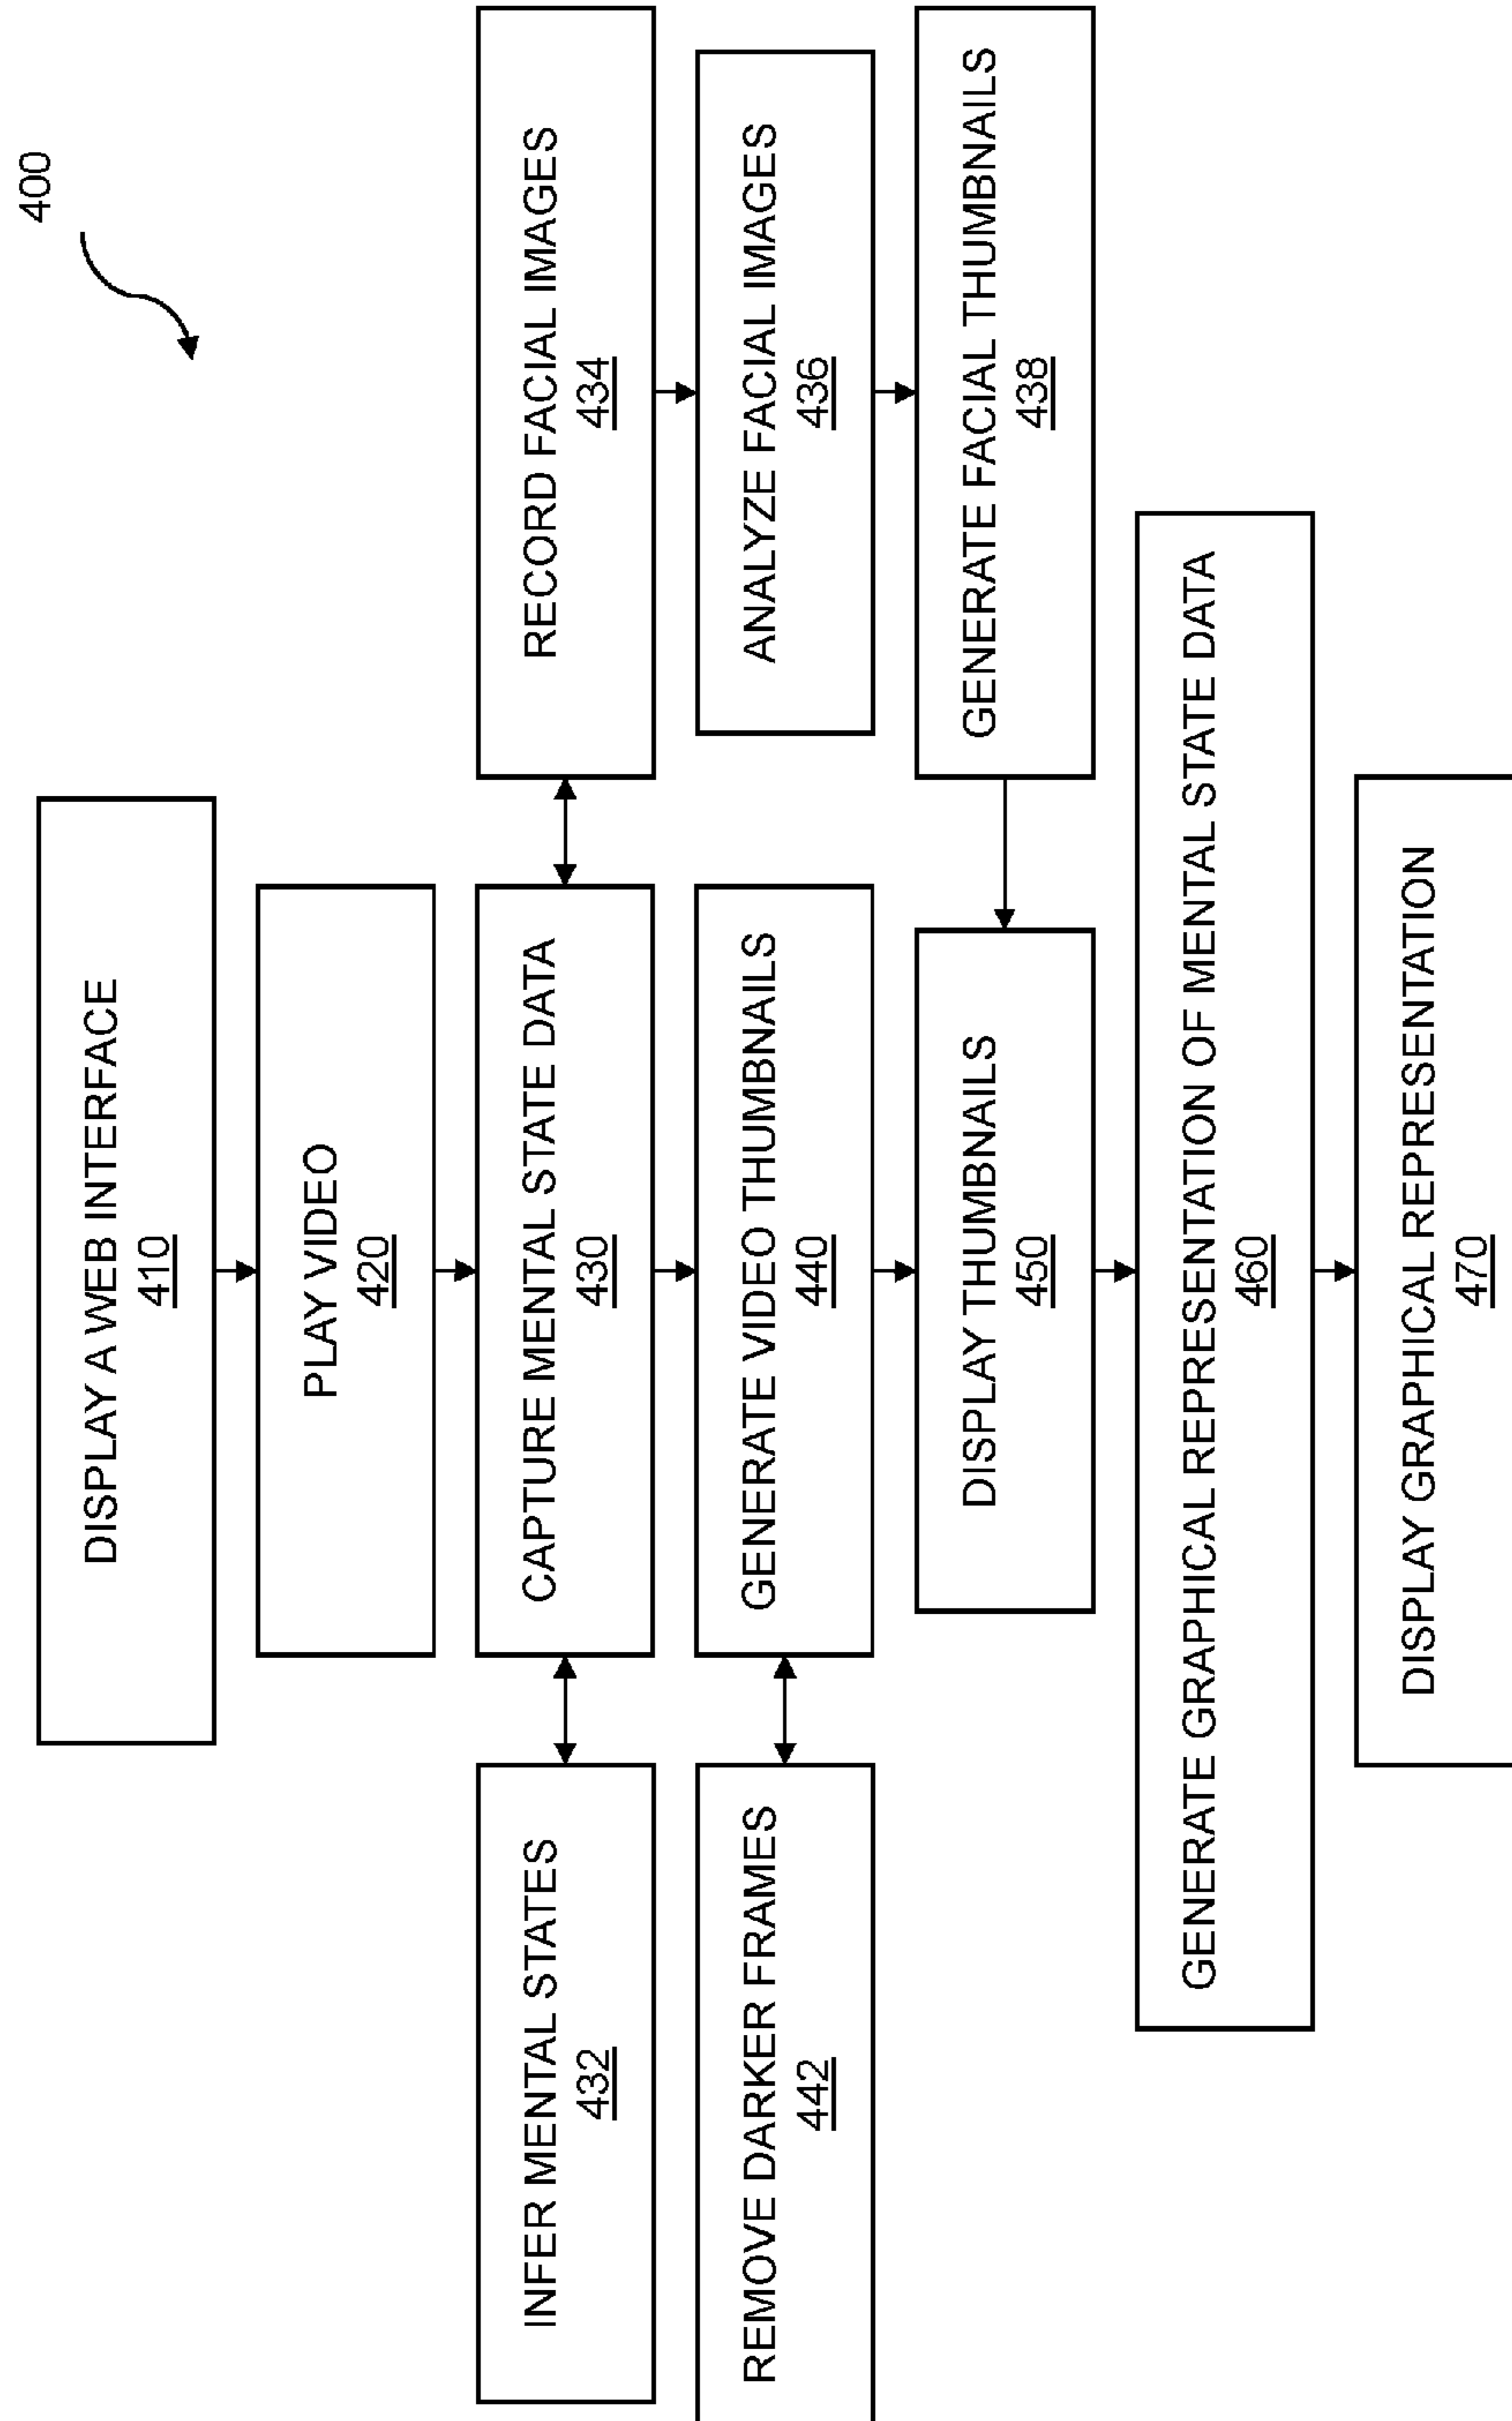 400
DISPLAY A WEB INTERFACE
410
PLAY VIDEO
420
INFER MENTAL STATES
432
CAPTURE MENTAL STATE DATA
430
RECORD FACIAL IMAGES
434
REMOVE DARKER FRAMES
442
GENERATE VIDEO THUMBNAILS
440
ANALYZE FACIAL IMAGES
436
DISPLAY THUMBNAILS
450
GENERATE FACIAL THUMBNAILS
438
GENERATE GRAPHICAL REPRESENTATION OF MENTAL STATE DATA
460
DISPLAY GRAPHICAL REPRESENTATION
470